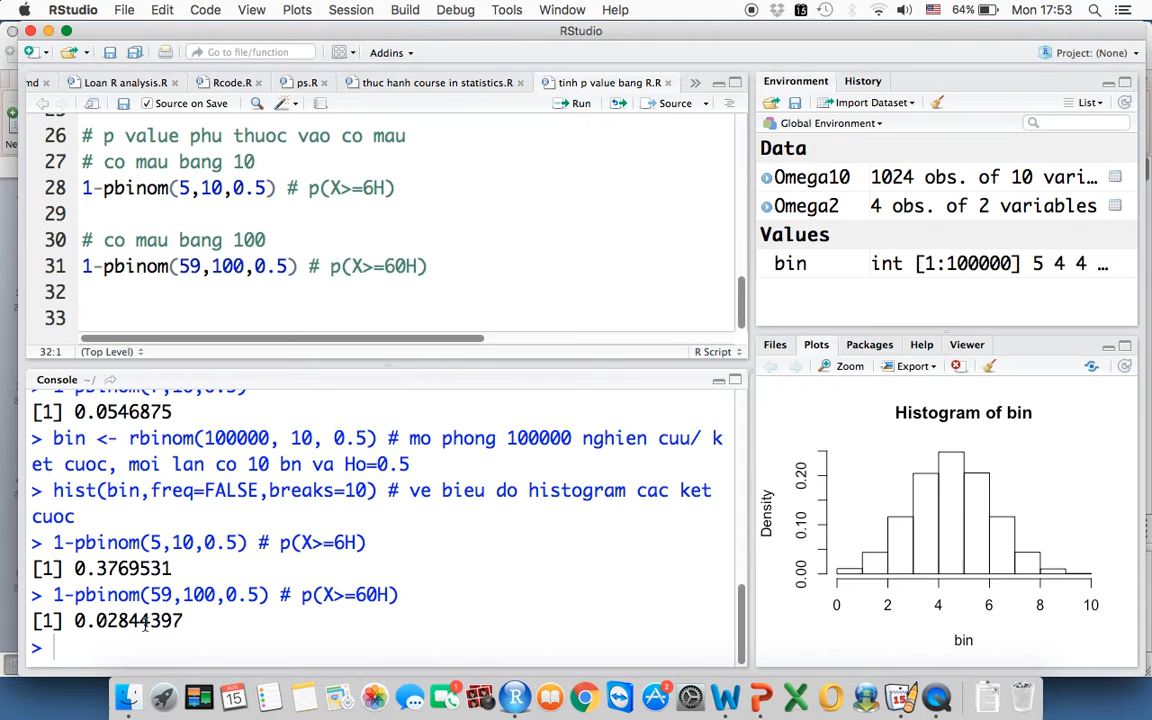 RStudio File Edit Code View Plots Session Build Debug Tools Window Help 15 64% Mon 17:53
RStudio
Go to file/function Addins Project: (None)
md Loan R analysis.R Rcode.R ps.R thuc hanh course in statistics.R tinh p value bang R.R
Source on Save Run Source
26 # p value phu thuoc vao co mau
27 # co mau bang 10
28 1-pbinom(5,10,0.5) # p(X>=6H)
29
30 # co mau bang 100
31 1-pbinom(59,100,0.5) # p(X>=60H)
32
33
32:1 (Top Level) R Script
Console ~/
[1] 0.0546875
> bin <- rbinom(100000, 10, 0.5) # mo phong 100000 nghien cuu/ k
et cuoc, moi lan co 10 bn va Ho=0.5
> hist(bin,freq=FALSE,breaks=10) # ve bieu do histogram cac ket
cuoc
> 1-pbinom(5,10,0.5) # p(X>=6H)
[1] 0.3769531
> 1-pbinom(59,100,0.5) # p(X>=60H)
[1] 0.02844397
>
Environment History
Import Dataset List
Global Environment
Data
Omega10 1024 obs. of 10 vari...
Omega2 4 obs. of 2 variables
Values
bin int [1:100000] 5 4 4 ...
Files Plots Packages Help Viewer
Zoom Export
Histogram of bin
Density
0.00 0.10 0.20
0 2 4 6 8 10
bin